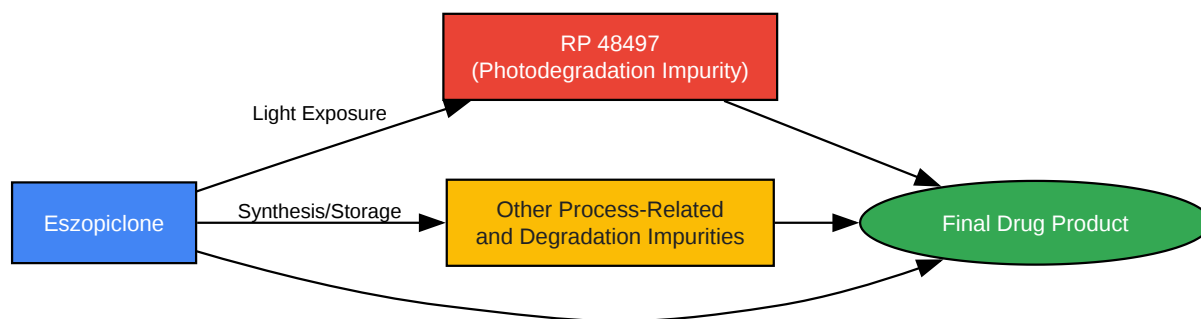 RP 48497
(Photodegradation Impurity)
Light Exposure
Eszopiclone
Synthesis/Storage
Other Process-Related
and Degradation Impurities
Final Drug Product